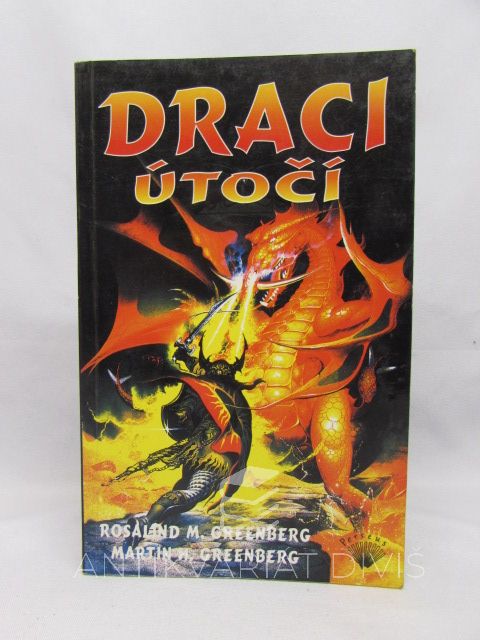 DRACI
ÚTOČÍ
ROSALIND M. GREENBERG
MARTIN H. GREENBERG
Perseus
ANTIKVARIÁT DIVIŠ